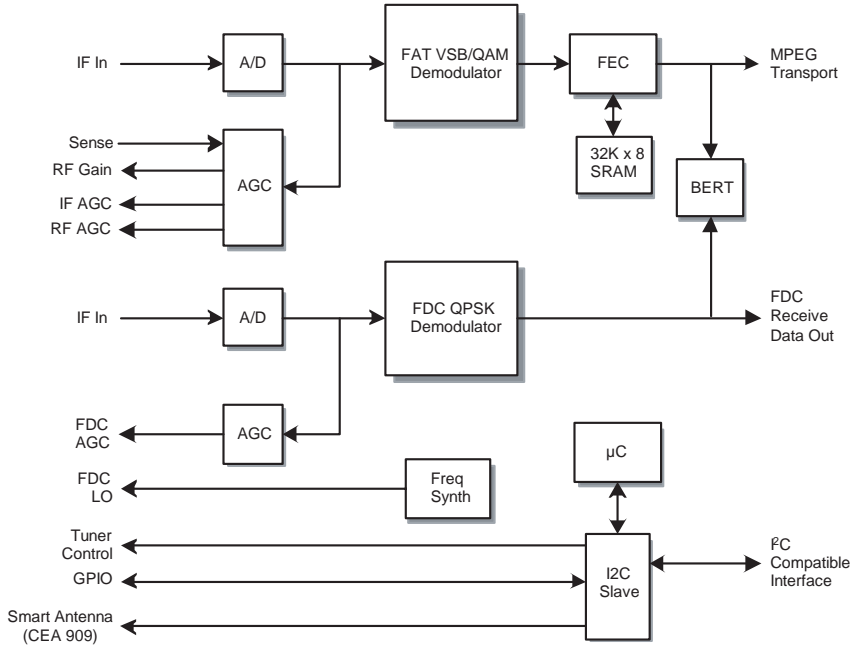 IF In
A/D
FAT VSB/QAM
Demodulator
FEC
MPEG
Transport
Sense
RF Gain
IF AGC
RF AGC
AGC
32K x 8
SRAM
BERT
IF In
A/D
FDC QPSK
Demodulator
FDC
Receive
Data Out
FDC
AGC
AGC
FDC
LO
Freq
Synth
µC
Tuner
Control
GPIO
Smart Antenna
(CEA 909)
I2C
Slave
I²C
Compatible
Interface